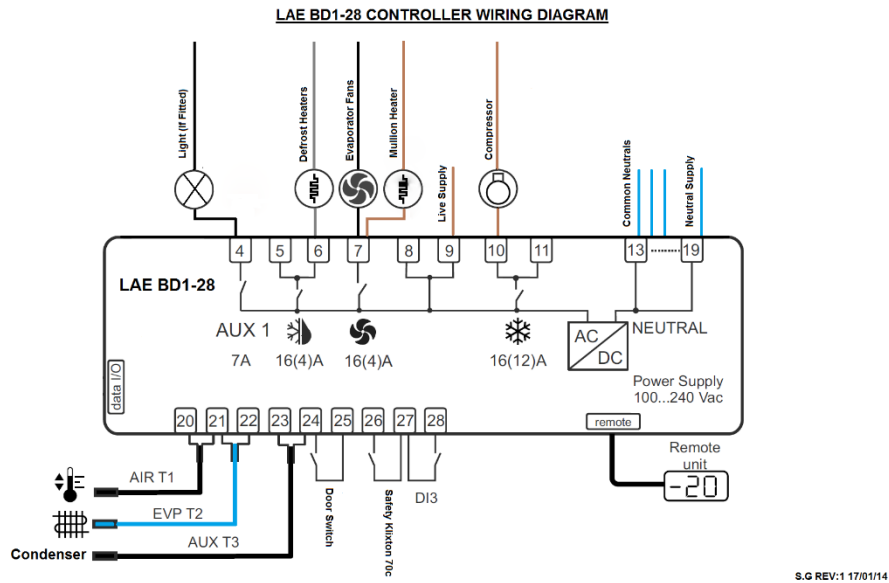 LAE BD1-28 CONTROLLER WIRING DIAGRAM
Light (If Fitted)
Defrost Heaters
Evaporator Fans
Mullion Heater
Live Supply
Compressor
Common Neutrals
Neutral Supply
4 5 6 7 8 9 10 11 13 19
LAE BD1-28
AUX 1
7A
16(4)A
16(4)A
16(12)A
AC
DC
NEUTRAL
Power Supply
100...240 Vac
data I/O
20 21 22 23 24 25 26 27 28
remote
Remote
unit
-20
AIR T1
EVP T2
AUX T3
Condenser
Door Switch
Safety Klixton 70c
DI3
S.G REV:1 17/01/14